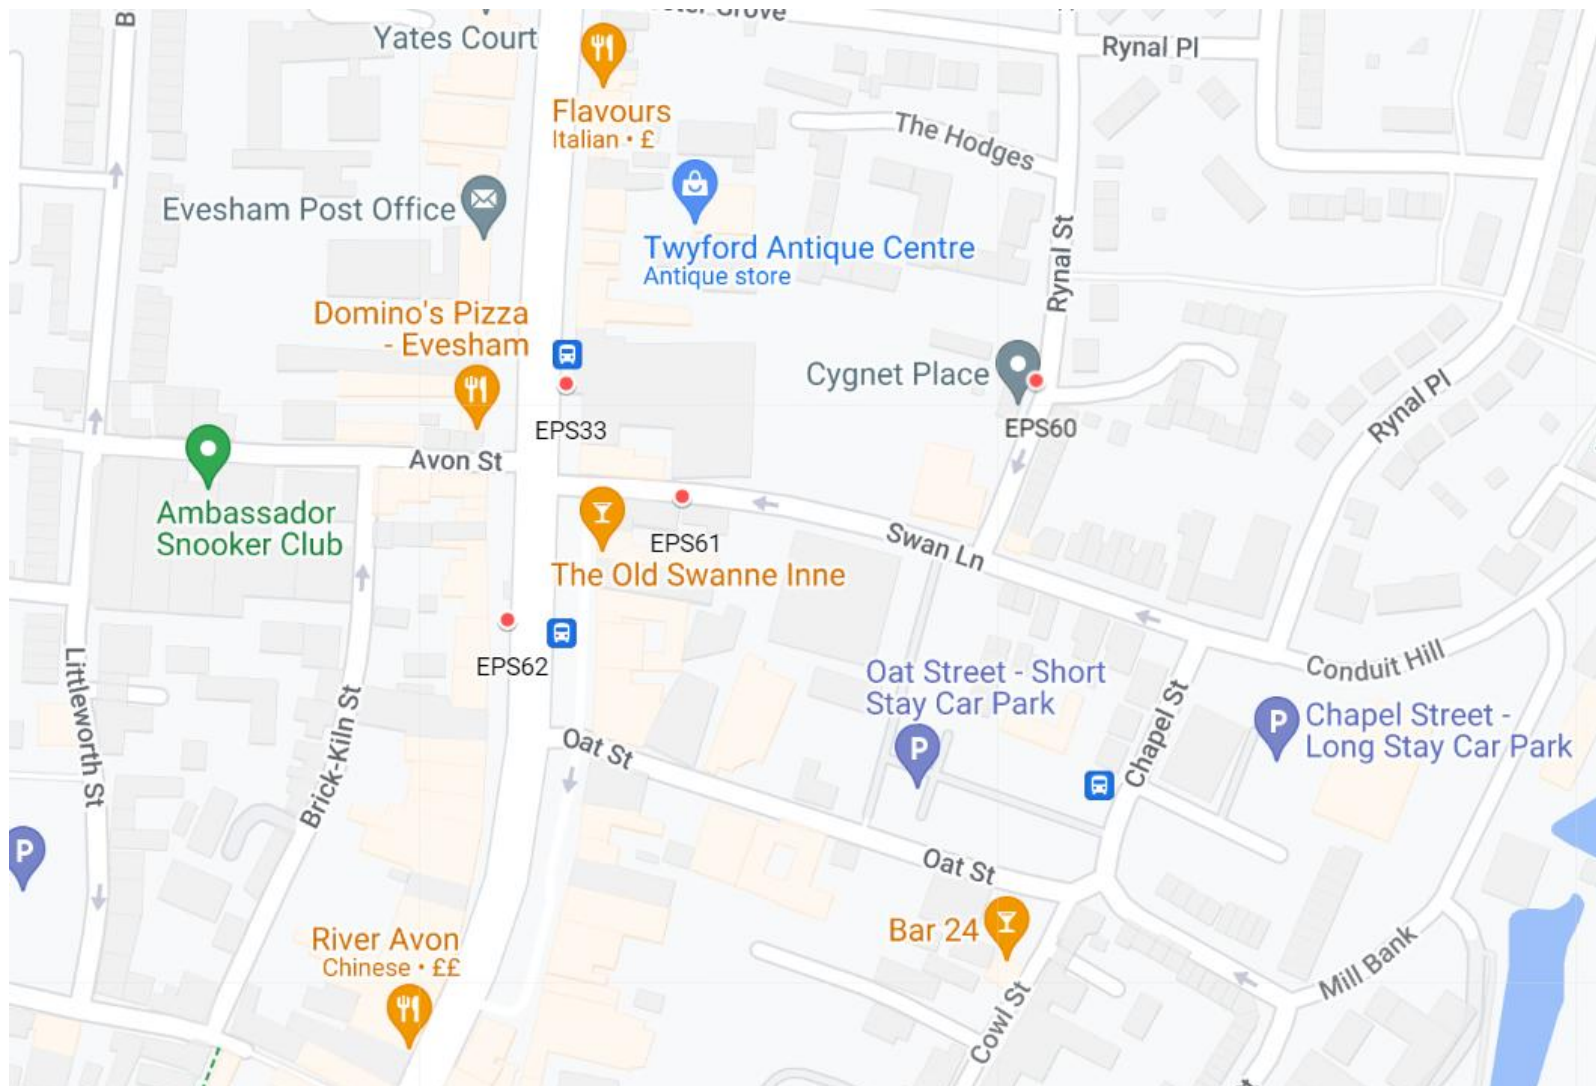 B
Yates Court
Grove
Rynal Pl
Flavours
Italian • £
The Hodges
Evesham Post Office
Twyford Antique Centre
Antique store
Rynal St
Domino's Pizza
- Evesham
Cygnet Place
EPS33
EPS60
Rynal Pl
Avon St
Ambassador
Snooker Club
EPS61
Swan Ln
The Old Swanne Inne
EPS62
Littleworth St
Brick-Kiln St
Oat St
Oat Street - Short
Stay Car Park
P
Chapel St
Conduit Hill
P
Chapel Street -
Long Stay Car Park
P
Oat St
Bar 24
River Avon
Chinese • ££
Cowl St
Mill Bank